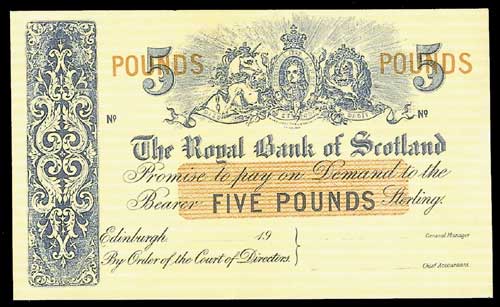 5 POUNDS POUNDS 5
Nº Nº
The Royal Bank of Scotland
Promise to pay on Demand to the
Bearer FIVE POUNDS Sterling.
Edinburgh 19
General Manager
By Order of the Court of Directors.
Chief Accountant